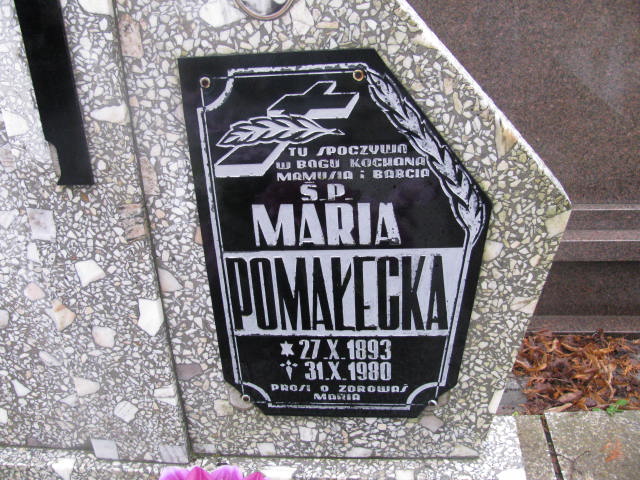 TU SPOCZYWA
W BOGU KOCHANA
MAMUSIA i BABCIA
Ś.P.
MARIA
POMAŁECKA
27.X.1893
31.X.1980
PROSI O ZDROWAŚ
MARIA